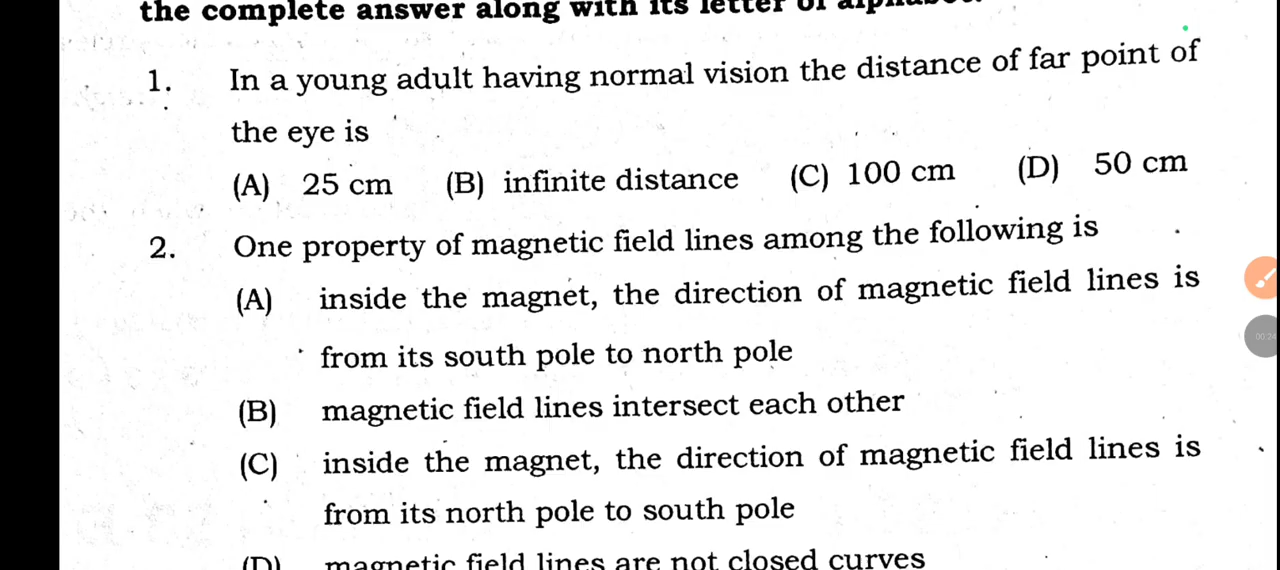 the complete answer along with its letter of alphabet.
1. In a young adult having normal vision the distance of far point of
the eye is
(A) 25 cm (B) infinite distance (C) 100 cm (D) 50 cm
2. One property of magnetic field lines among the following is
(A) inside the magnet, the direction of magnetic field lines is
from its south pole to north pole
(B) magnetic field lines intersect each other
(C) inside the magnet, the direction of magnetic field lines is
from its north pole to south pole
(D) magnetic field lines are not closed curves
00:24